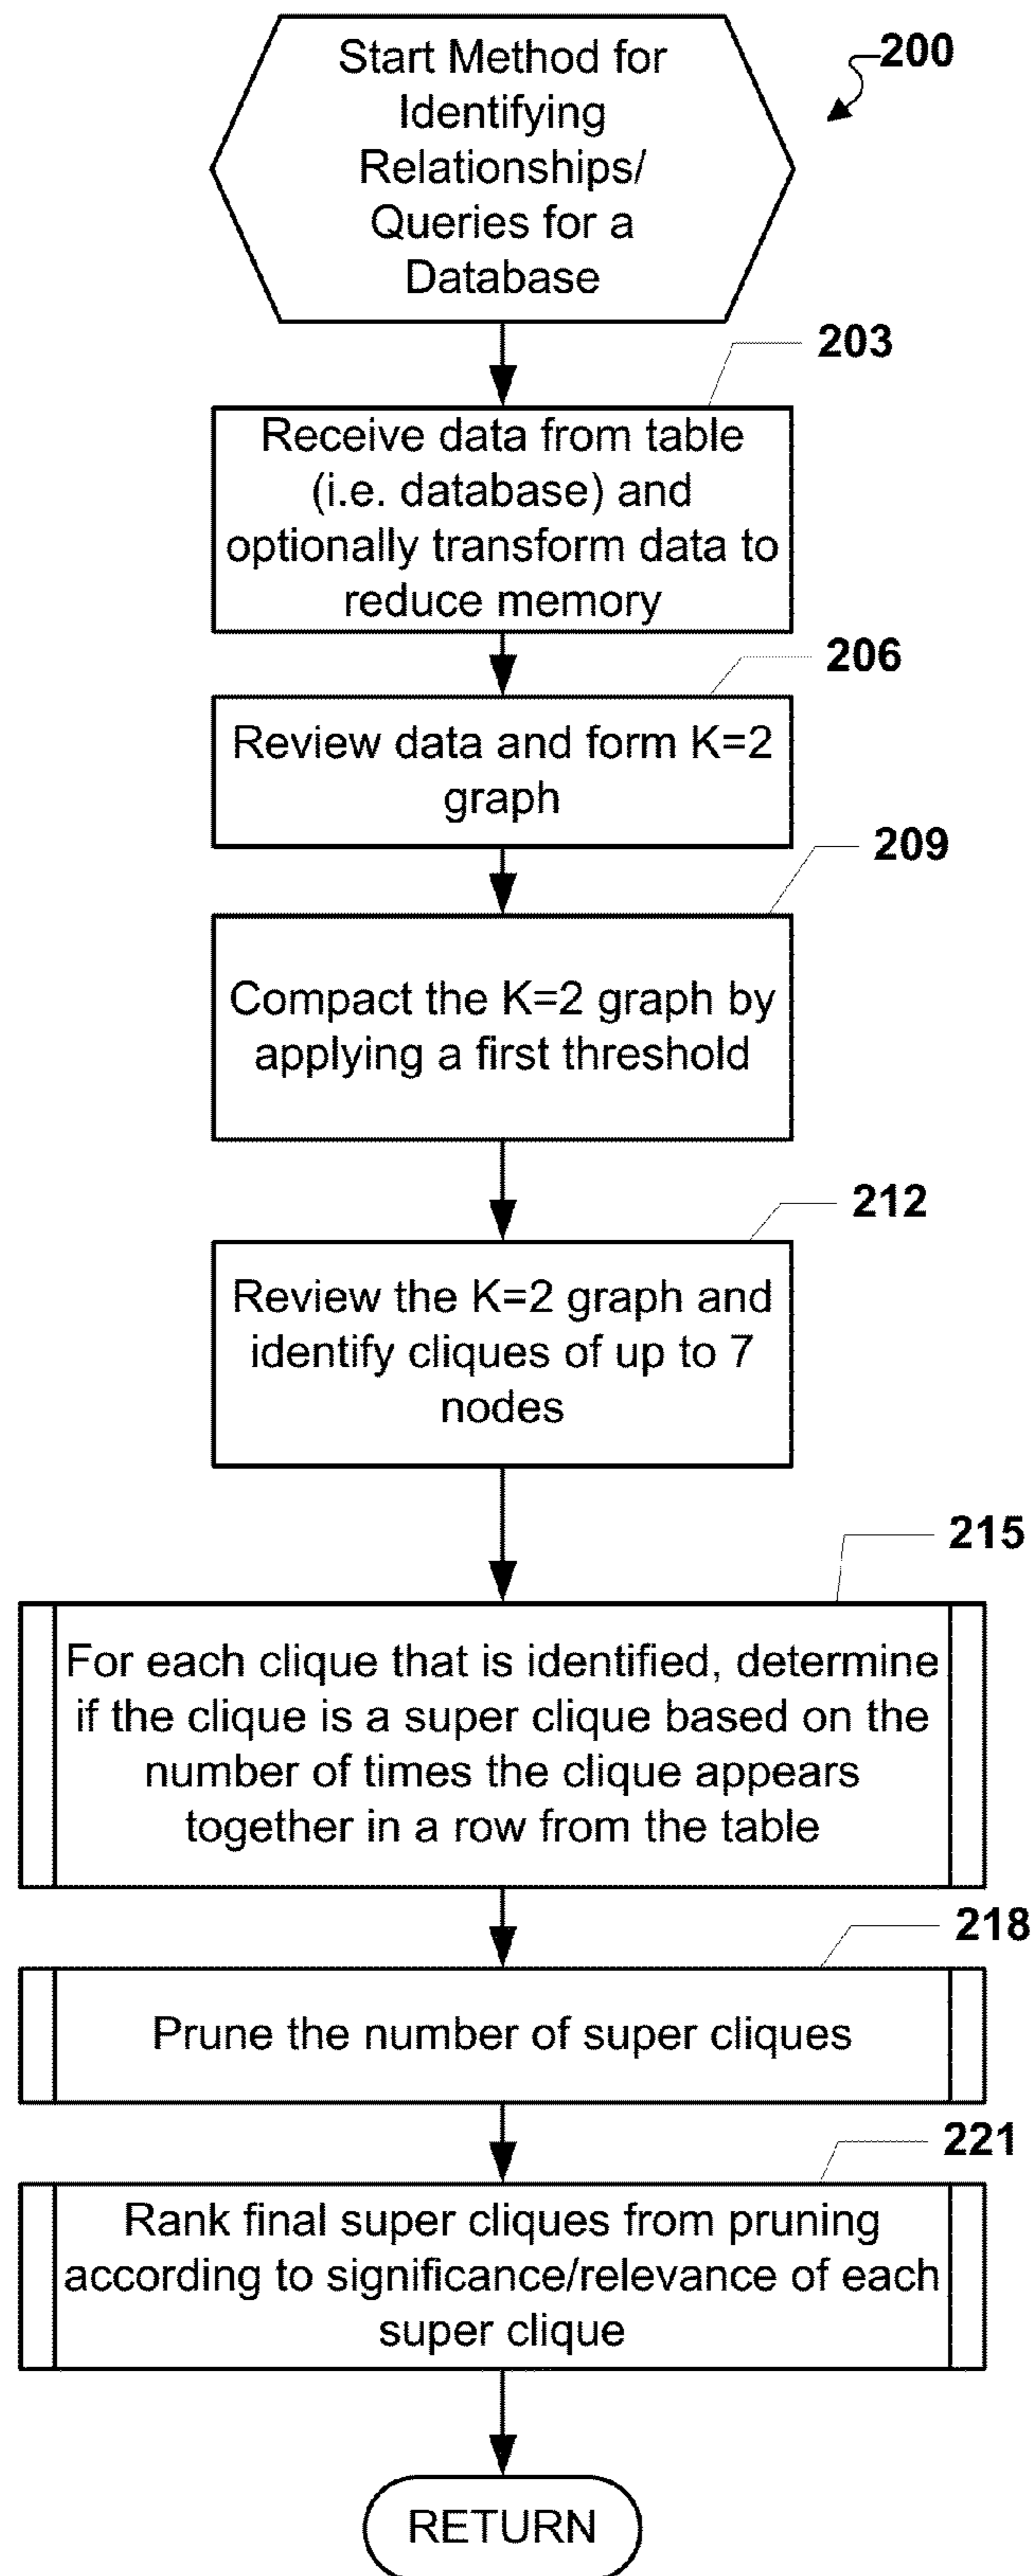 Start Method for
Identifying
Relationships/
Queries for a
Database
200
203
Receive data from table
(i.e. database) and
optionally transform data to
reduce memory
206
Review data and form K=2
graph
209
Compact the K=2 graph by
applying a first threshold
212
Review the K=2 graph and
identify cliques of up to 7
nodes
215
For each clique that is identified, determine
if the clique is a super clique based on the
number of times the clique appears
together in a row from the table
218
Prune the number of super cliques
221
Rank final super cliques from pruning
according to significance/relevance of each
super clique
RETURN